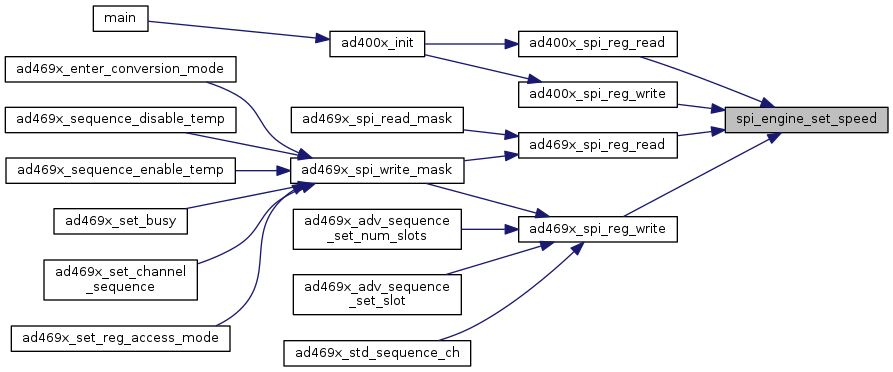 main
ad400x_init
ad400x_spi_reg_read
ad469x_enter_conversion_mode
ad400x_spi_reg_write
ad469x_sequence_disable_temp
ad469x_spi_read_mask
spi_engine_set_speed
ad469x_spi_reg_read
ad469x_sequence_enable_temp
ad469x_spi_write_mask
ad469x_set_busy
ad469x_adv_sequence
_set_num_slots
ad469x_spi_reg_write
ad469x_set_channel
_sequence
ad469x_adv_sequence
_set_slot
ad469x_set_reg_access_mode
ad469x_std_sequence_ch